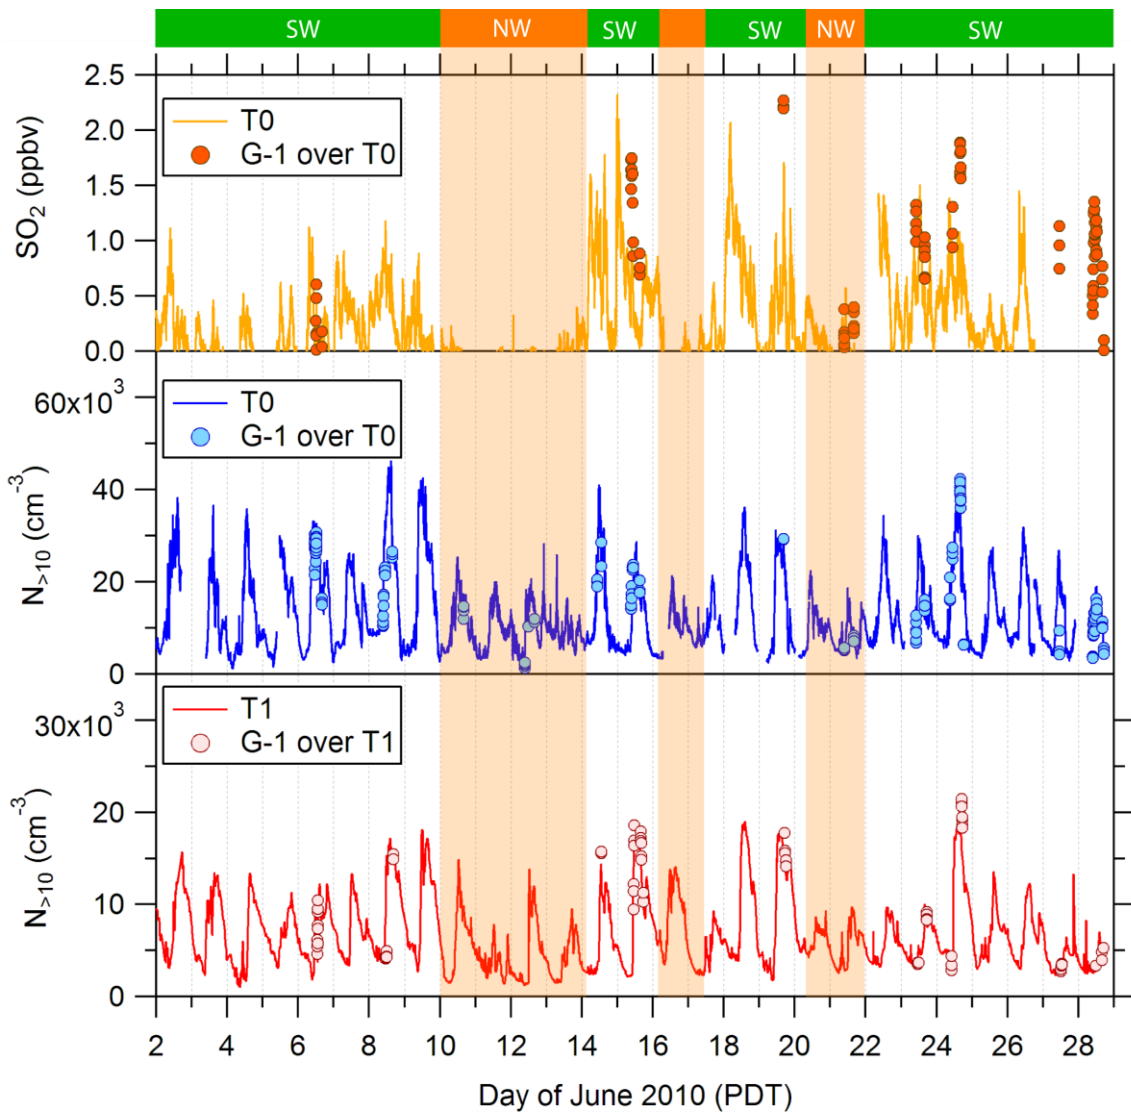 SW NW SW SW NW SW
SO2 (ppbv)
2.5
2.0
1.5
1.0
0.5
0.0
T0
G-1 over T0
N>10 (cm⁻³)
60x10³
40
20
0
T0
G-1 over T0
N>10 (cm⁻³)
30x10³
20
10
0
T1
G-1 over T1
2 4 6 8 10 12 14 16 18 20 22 24 26 28
Day of June 2010 (PDT)